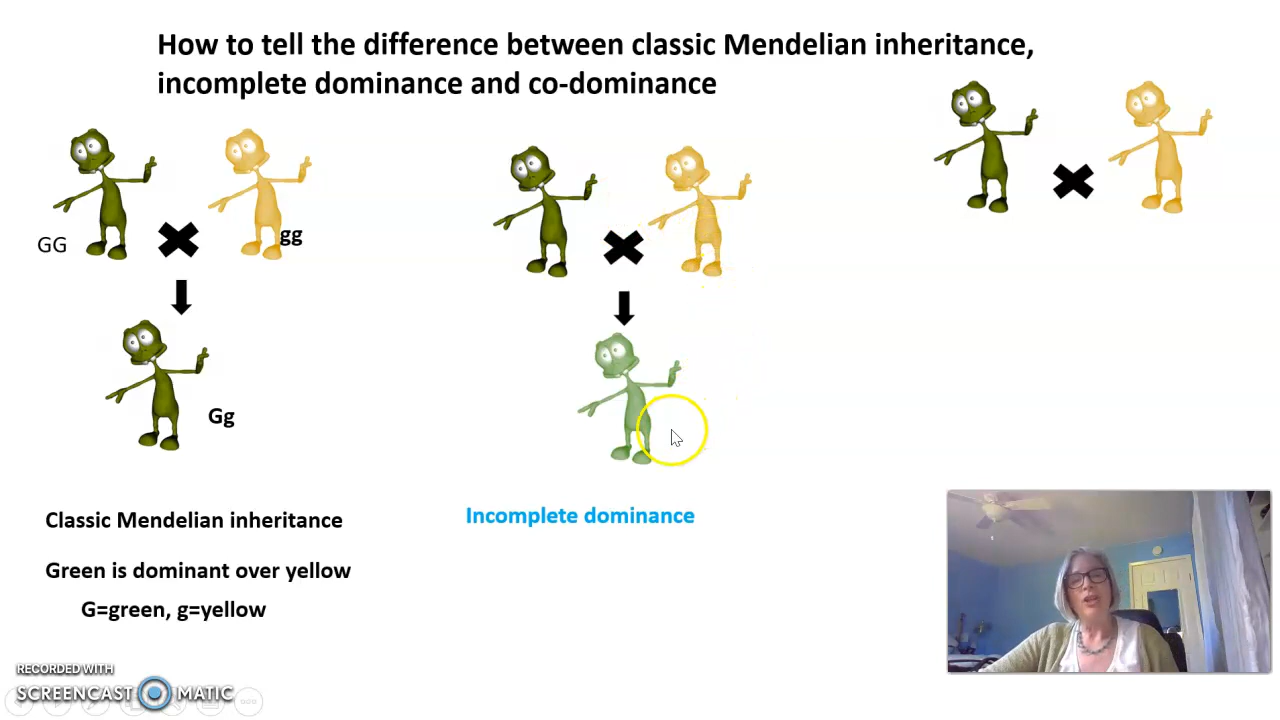 How to tell the difference between classic Mendelian inheritance,
incomplete dominance and co-dominance
GG
gg
Gg
Classic Mendelian inheritance
Green is dominant over yellow
G=green, g=yellow
Incomplete dominance
RECORDED WITH
SCREENCAST MATIC